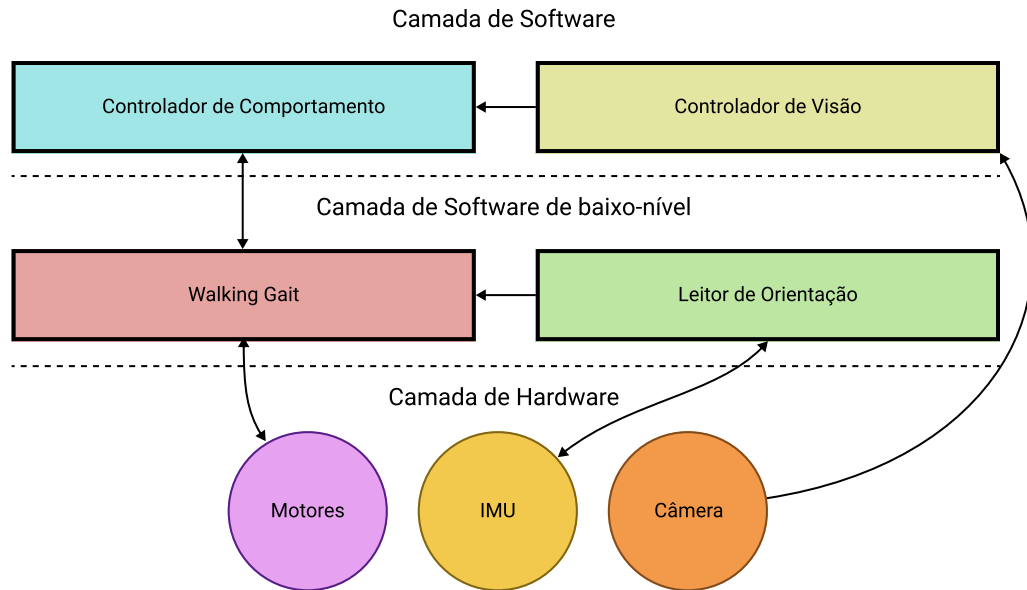 Camada de Software
Controlador de Comportamento
Controlador de Visão
Camada de Software de baixo-nível
Walking Gait
Leitor de Orientação
Camada de Hardware
Motores
IMU
Câmera